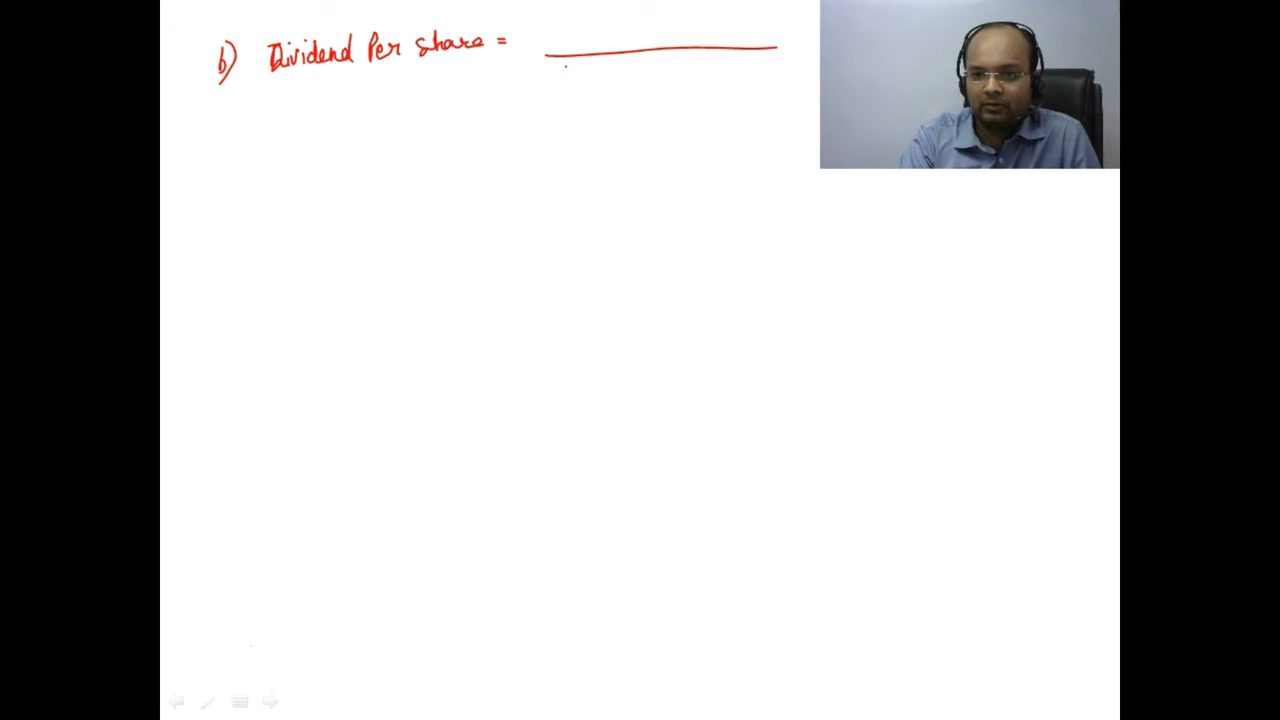 b) Dividend Per share =